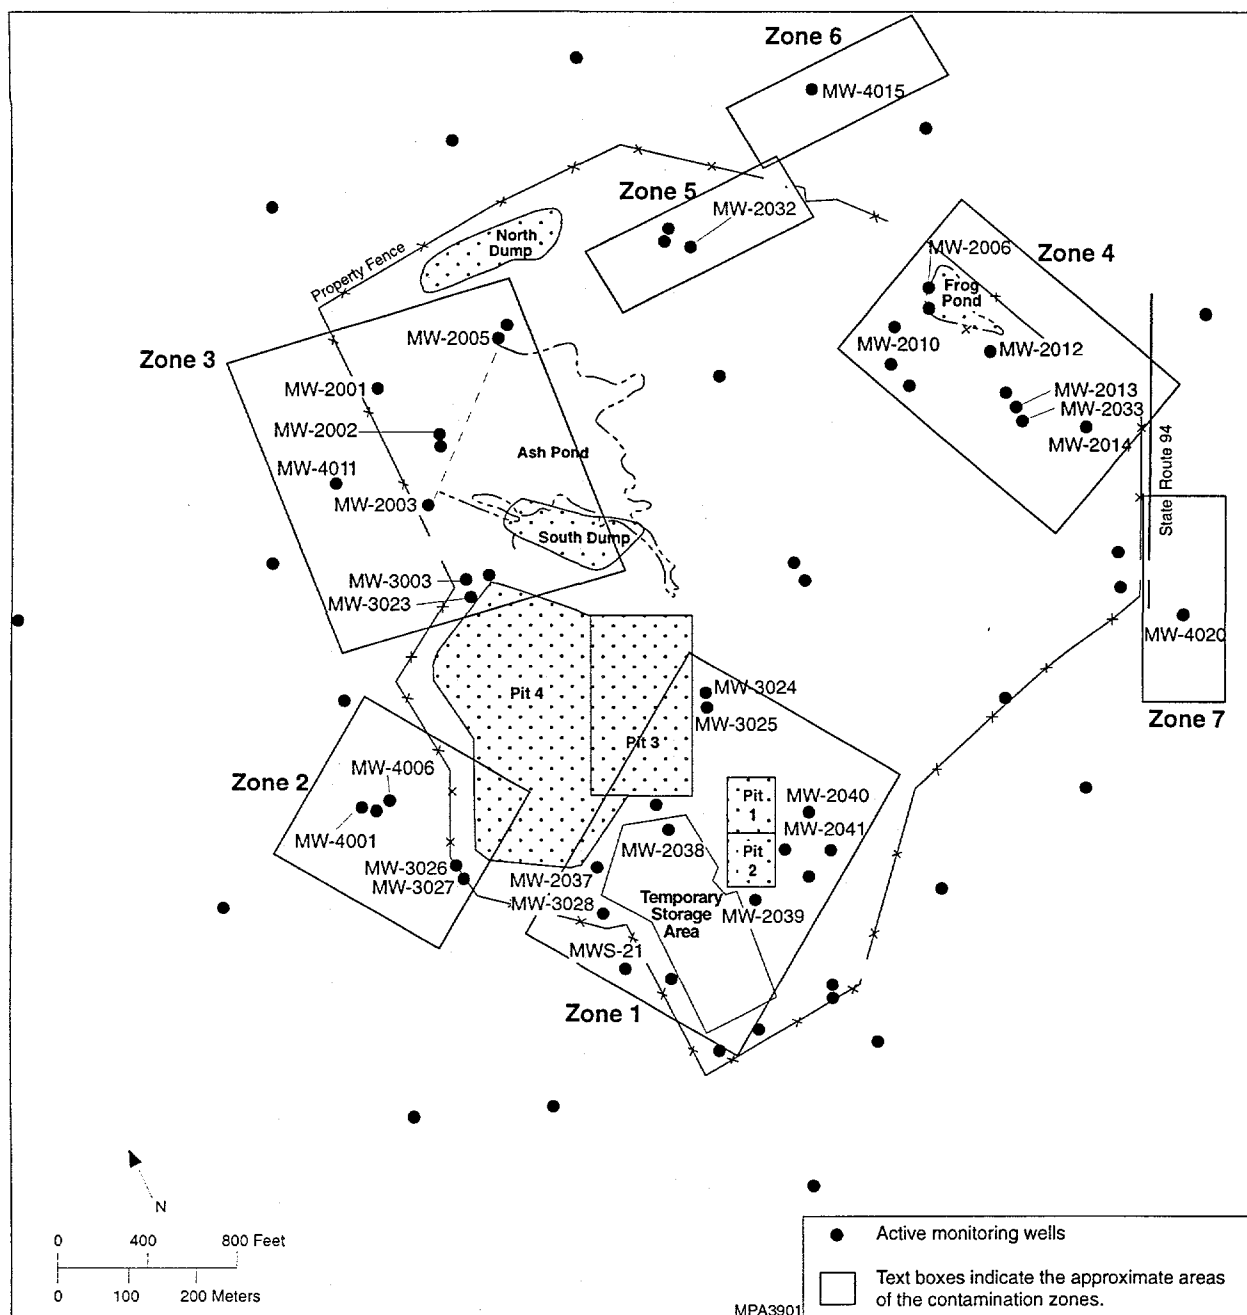 Zone 6
MW-4015
Zone 5
MW-2032
North
Dump
Property Fence
MW-2006
Zone 4
Frog
Pond
MW-2005
Zone 3
MW-2010
MW-2012
MW-2001
MW-2013
MW-2033
MW-2014
MW-2002
Ash Pond
MW-4011
MW-2003
State Route 94
South Dump
MW-3003
MW-3023
MW-4020
Zone 7
MW-3024
MW-3025
Pit 4
Pit 3
MW-4006
Zone 2
MW-4001
Pit
1
MW-2040
MW-2041
MW-2038
Pit
2
MW-3026
MW-3027
MW-2037
MW-3028
Temporary
Storage
Area
MW-2039
MWS-21
Zone 1
N
0 400 800 Feet
0 100 200 Meters
Active monitoring wells
Text boxes indicate the approximate areas
of the contamination zones.
MPA3901